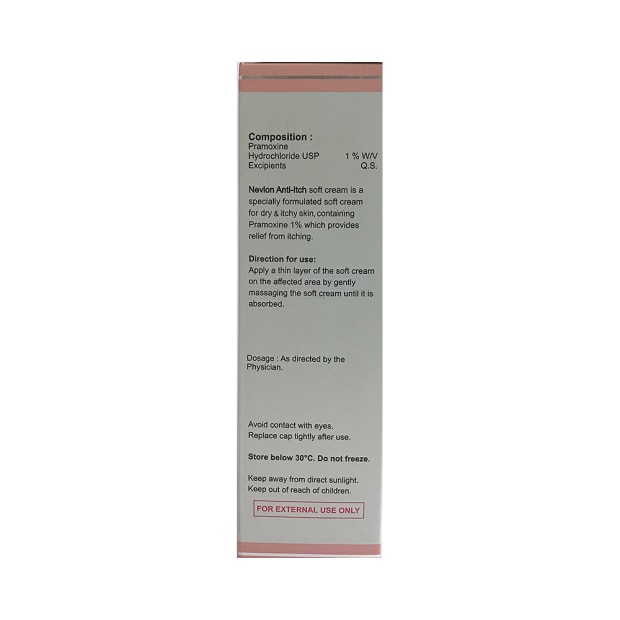 Composition :
Pramoxine
Hydrochloride USP 1 % W/V
Excipients Q.S.
Nevlon Anti-Itch soft cream is a
specially formulated soft cream
for dry & itchy skin, containing
Pramoxine 1% which provides
relief from itching.
Direction for use:
Apply a thin layer of the soft cream
on the affected area by gently
massaging the soft cream until it is
absorbed.
Dosage : As directed by the
Physician.
Avoid contact with eyes.
Replace cap tightly after use.
Store below 30°C. Do not freeze.
Keep away from direct sunlight.
Keep out of reach of children.
FOR EXTERNAL USE ONLY